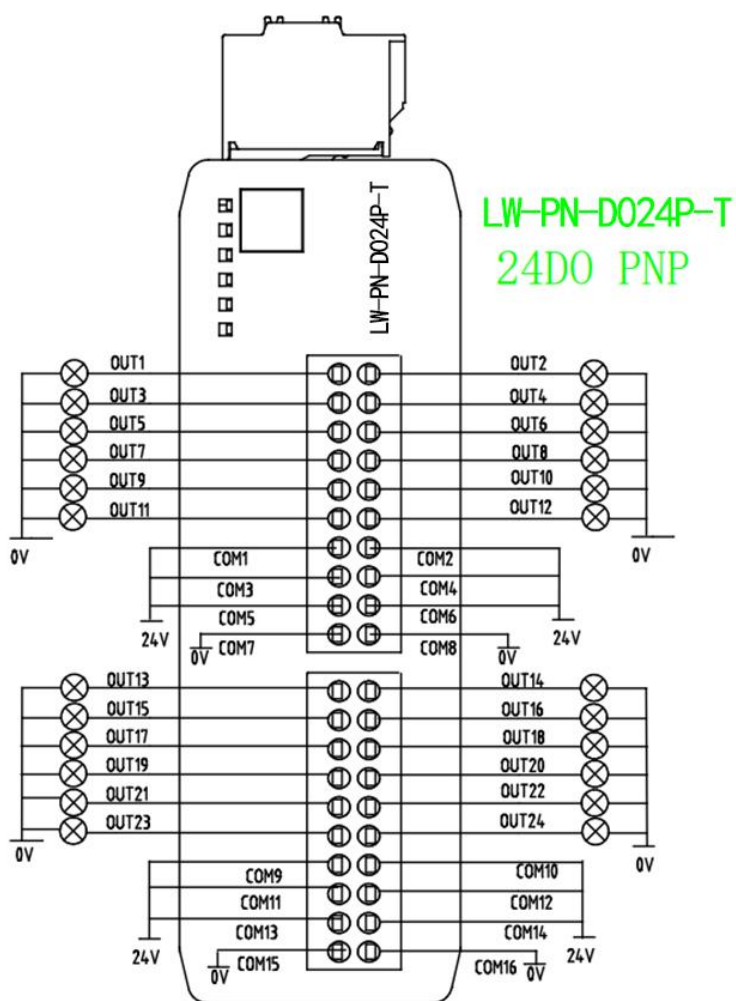 LW-PN-DO24P-T
LW-PN-DO24P-T
24DO PNP
OUT1 OUT2
OUT3 OUT4
OUT5 OUT6
OUT7 OUT8
OUT9 OUT10
OUT11 OUT12
0V 0V
COM1 COM2
COM3 COM4
COM5 COM6
24V 24V
0V COM7 COM8 0V
OUT13 OUT14
OUT15 OUT16
OUT17 OUT18
OUT19 OUT20
OUT21 OUT22
OUT23 OUT24
0V 0V
COM9 COM10
COM11 COM12
COM13 COM14
24V 24V
0V COM15 COM16 0V